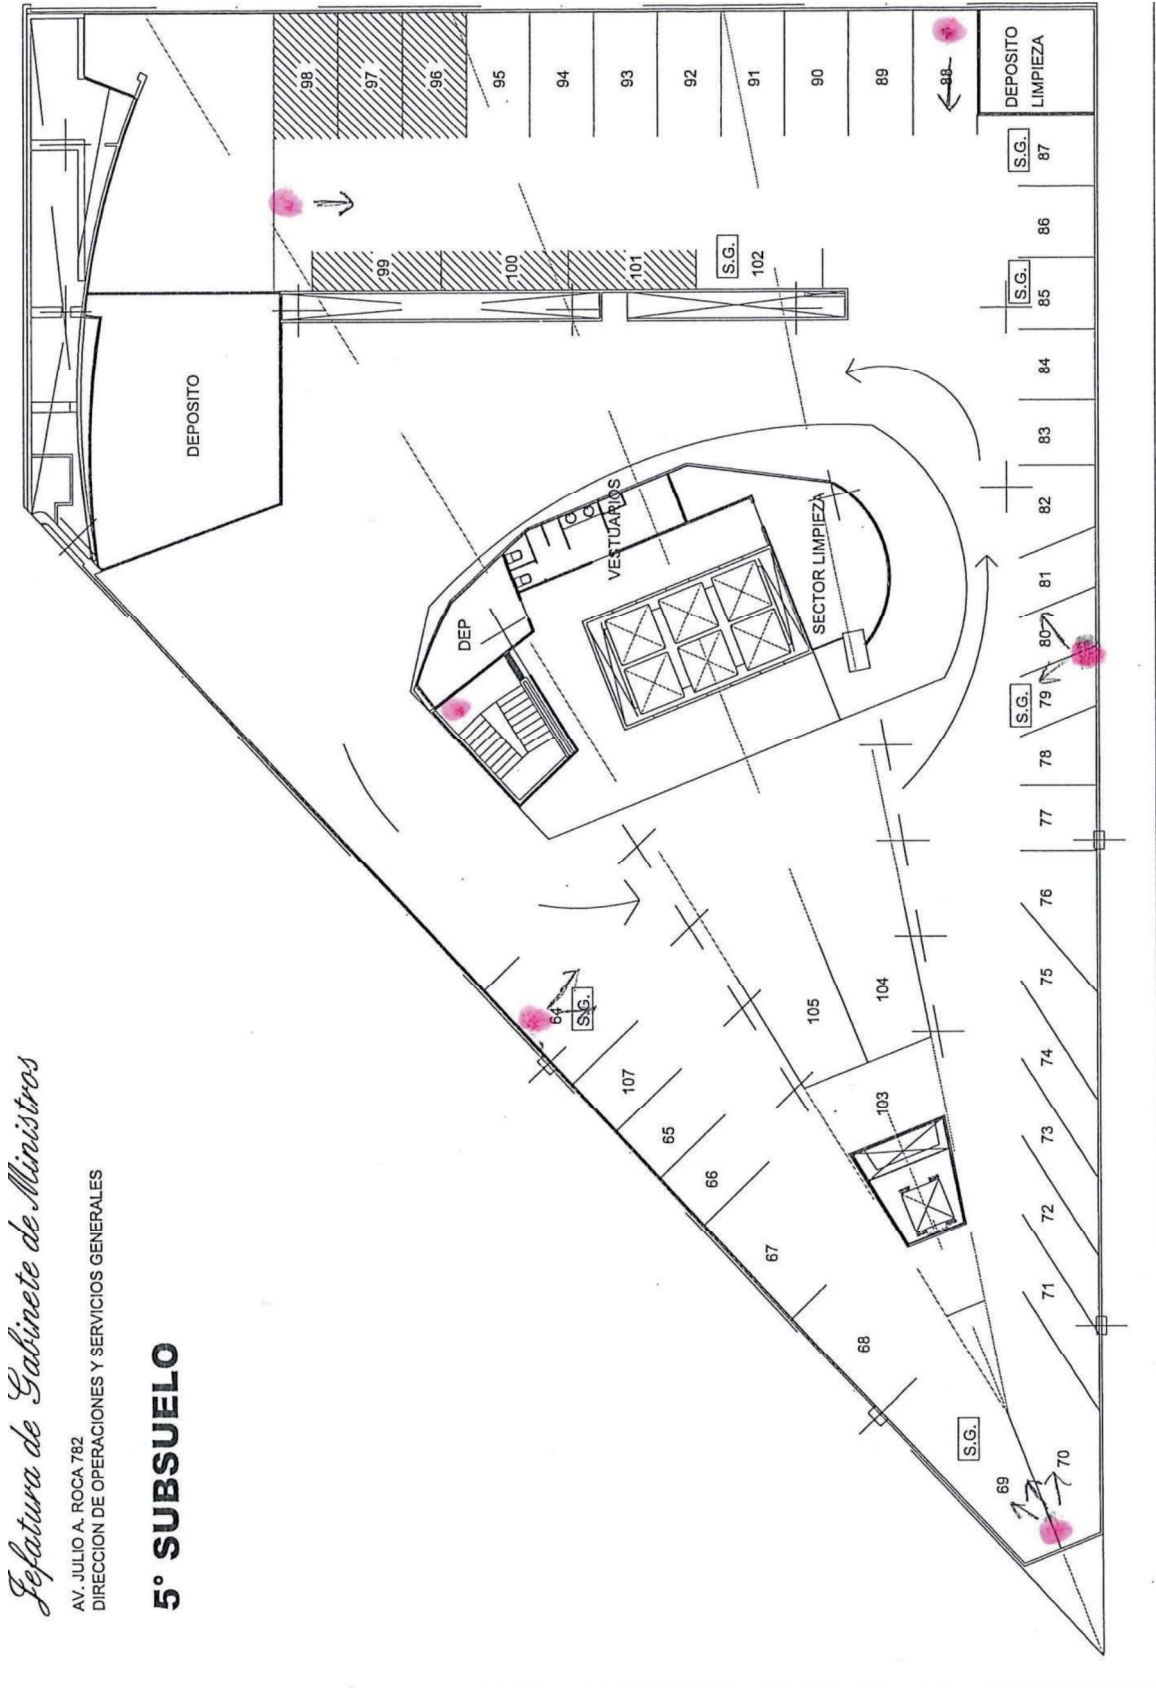 Jefatura de Gabinete de Ministros
AV. JULIO A. ROCA 782
DIRECCION DE OPERACIONES Y SERVICIOS GENERALES
5° SUBSUELO
DEPOSITO
98
97
96
95
94
93
92
91
90
89
88
DEPOSITO
LIMPIEZA
99
100
101
102
S.G.
S.G.
87
86
S.G.
85
84
83
82
81
80
79
S.G.
78
77
76
75
74
73
72
71
70
69
S.G.
68
67
66
65
107
64
S.G.
105
104
103
DEP
VESTUARIOS
SECTOR LIMPIEZA